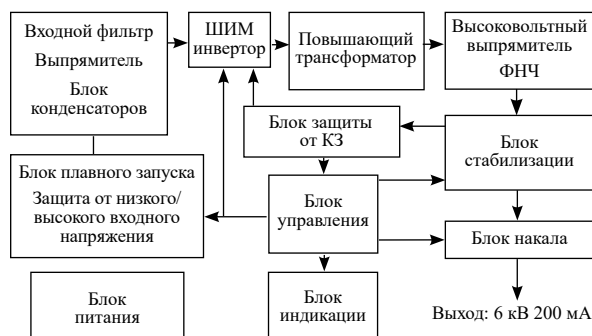 Входной фильтр
Выпрямитель
Блок
конденсаторов
ШИМ
инвертор
Повышающий
трансформатор
Высоковольтный
выпрямитель
ФНЧ
Блок защиты
от КЗ
Блок
стабилизации
Блок плавного запуска
Защита от низкого/
высокого входного
напряжения
Блок
управления
Блок накала
Блок
питания
Блок
индикации
Выход: 6 кВ 200 мА